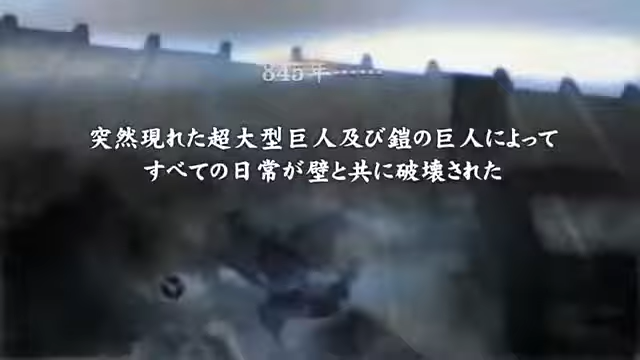 845年……
突然現れた超大型巨人及び鎧の巨人によって
すべての日常が壁と共に破壊された